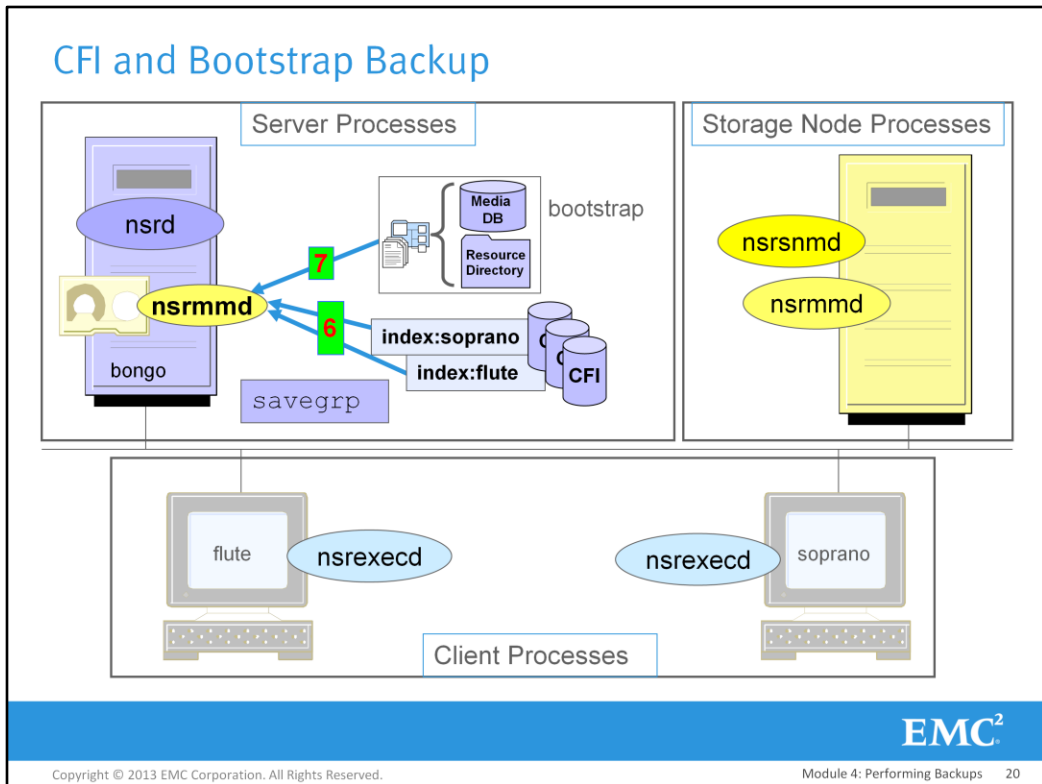 CFI and Bootstrap Backup
Server Processes
Storage Node Processes
nsrd
Media
DB
bootstrap
Resource
Directory
7
nsrmmd
6
index:soprano
index:flute
C
C
CFI
bongo
savegrp
nsrsnmd
nsrmmd
flute
nsrexecd
nsrexecd
soprano
Client Processes
EMC²
Copyright © 2013 EMC Corporation. All Rights Reserved.
Module 4: Performing Backups 20